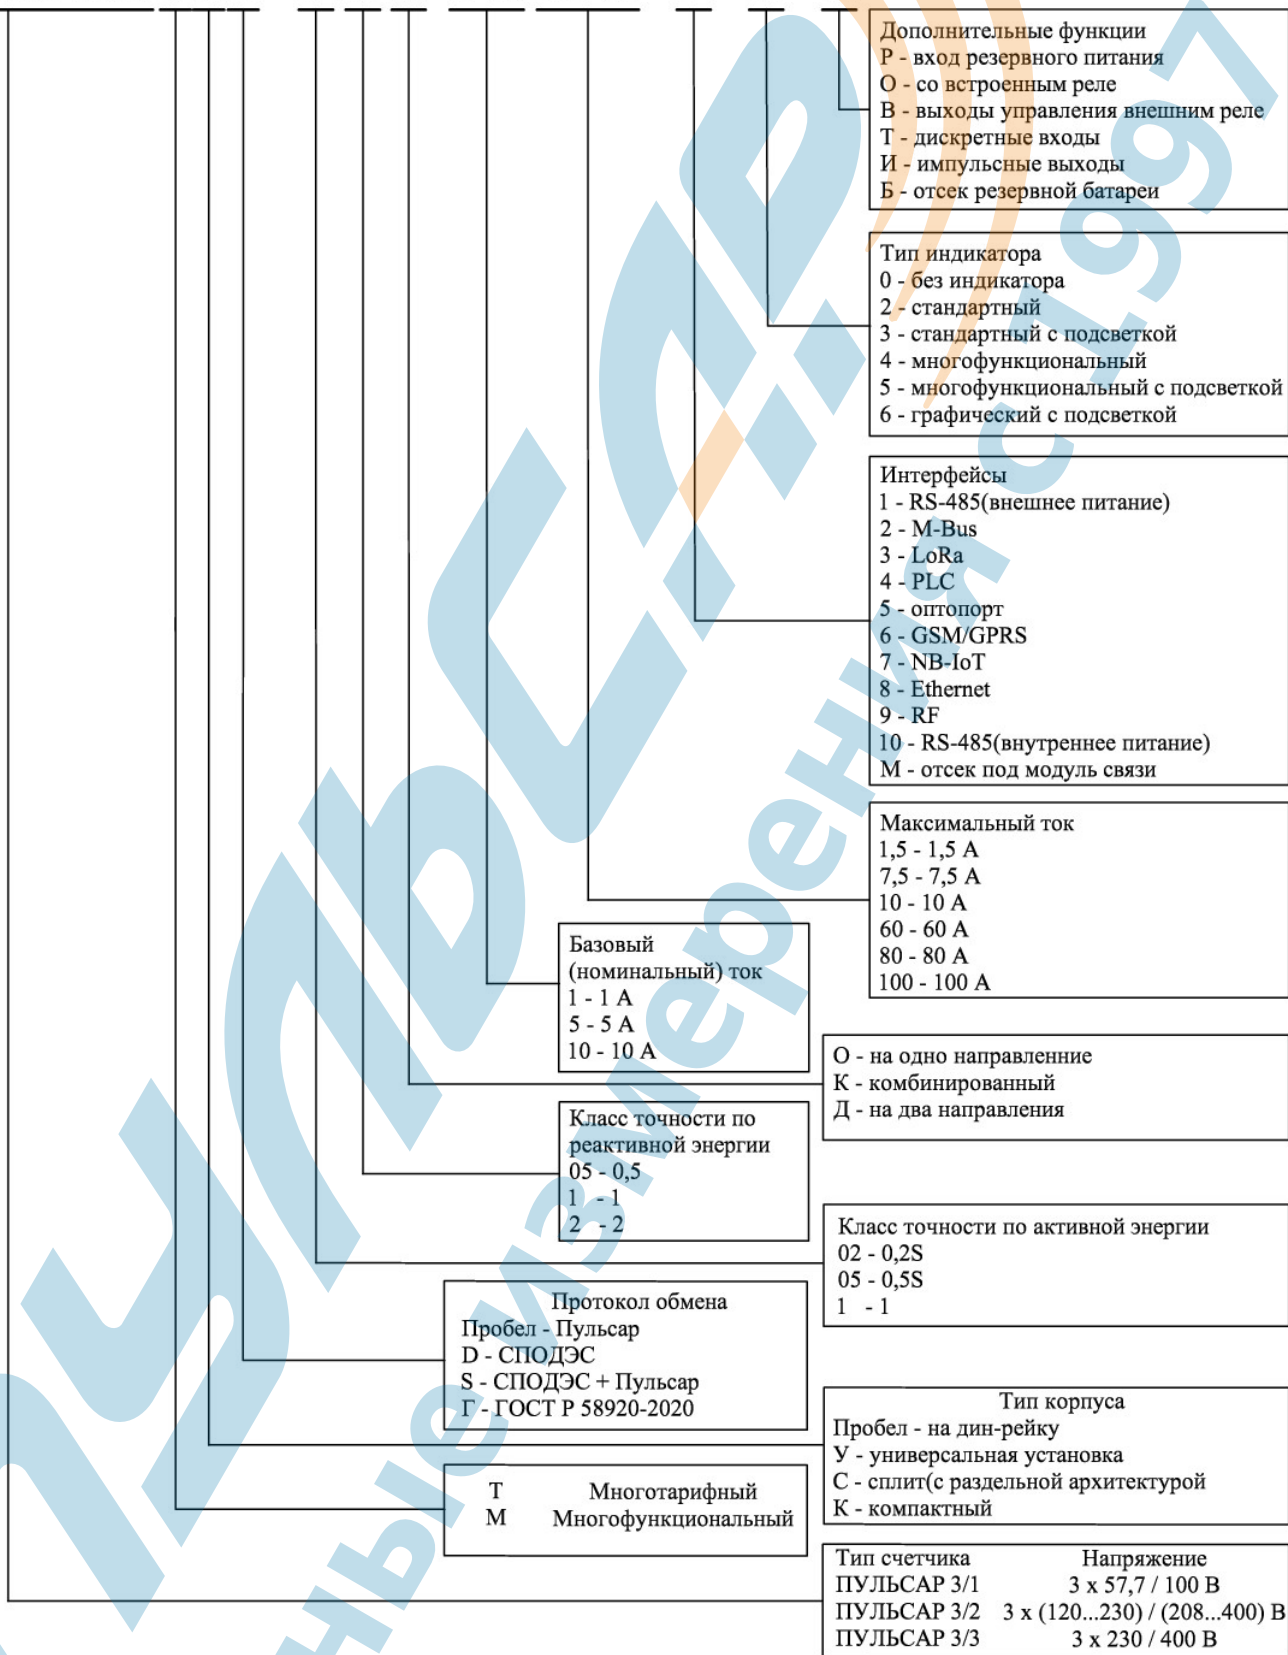 Дополнительные функции
Р - вход резервного питания
О - со встроенным реле
В - выходы управления внешним реле
Т - дискретные входы
И - импульсные выходы
Б - отсек резервной батареи
Тип индикатора
0 - без индикатора
2 - стандартный
3 - стандартный с подсветкой
4 - многофункциональный
5 - многофункциональный с подсветкой
6 - графический с подсветкой
Интерфейсы
1 - RS-485(внешнее питание)
2 - M-Bus
3 - LoRa
4 - PLC
5 - оптопорт
6 - GSM/GPRS
7 - NB-IoT
8 - Ethernet
9 - RF
10 - RS-485(внутреннее питание)
М - отсек под модуль связи
Максимальный ток
1,5 - 1,5 А
7,5 - 7,5 А
10 - 10 А
60 - 60 А
80 - 80 А
100 - 100 А
Базовый
(номинальный) ток
1 - 1 А
5 - 5 А
10 - 10 А
О - на одно направленние
К - комбинированный
Д - на два направления
Класс точности по
реактивной энергии
05 - 0,5
1 - 1
2 - 2
Класс точности по активной энергии
02 - 0,2S
05 - 0,5S
1 - 1
Протокол обмена
Пробел - Пульсар
D - СПОДЭС
S - СПОДЭС + Пульсар
Г - ГОСТ Р 58920-2020
Тип корпуса
Пробел - на дин-рейку
У - универсальная установка
С - сплит(с раздельной архитектурой
К - компактный
Т Многотарифный
М Многофункциональный
Тип счетчика Напряжение
ПУЛЬСАР 3/1 3 х 57,7 / 100 В
ПУЛЬСАР 3/2 3 х (120...230) / (208...400) В
ПУЛЬСАР 3/3 3 х 230 / 400 В
ПУЛЬСАР
ные измерения с 1997